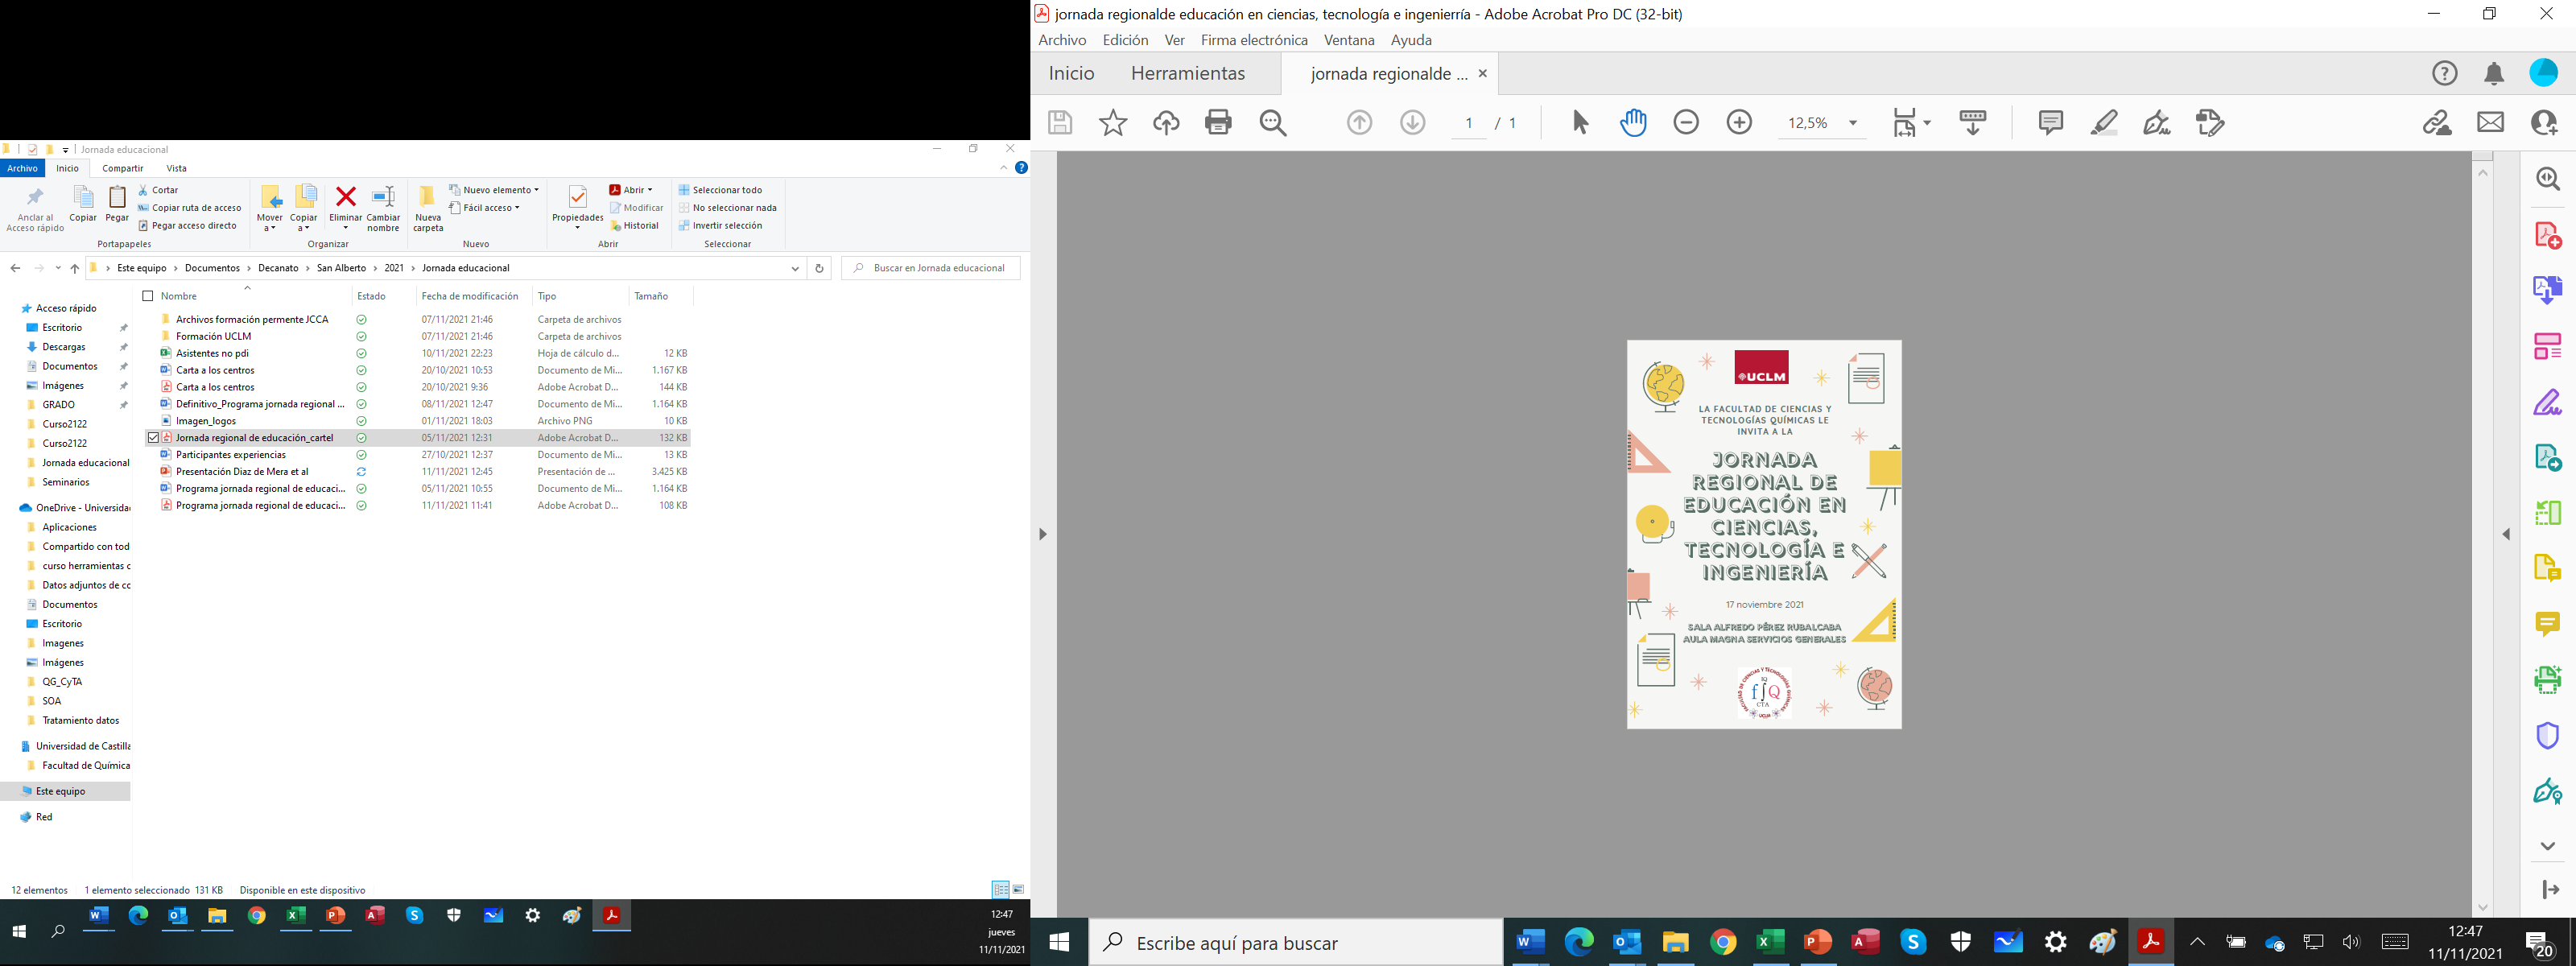 Jornada educacional
Archivo Inicio Compartir Vista
Anclar al Acceso rápido
Copiar
Pegar
Cortar
Copiar ruta de acceso
Pegar acceso directo
Portapapeles
Mover a
Copiar a
Eliminar
Cambiar nombre
Organizar
Nueva carpeta
Nuevo elemento
Fácil acceso
Nuevo
Propiedades
Abrir
Modificar
Historial
Abrir
Seleccionar todo
No seleccionar nada
Invertir selección
Seleccionar
Este equipo > Documentos > Decanato > San Alberto > 2021 > Jornada educacional
Buscar en Jornada educacional
Nombre Estado Fecha de modificación Tipo Tamaño
Archivos formación permente JCCA 07/11/2021 21:46 Carpeta de archivos
Formación UCLM 07/11/2021 21:46 Carpeta de archivos
Asistentes no pdi 10/11/2021 22:23 Hoja de cálculo d... 12 KB
Carta a los centros 20/10/2021 10:53 Documento de Mi... 1.167 KB
Carta a los centros 20/10/2021 9:36 Adobe Acrobat D... 144 KB
Definitivo_Programa jornada regional ... 08/11/2021 12:47 Documento de Mi... 1.164 KB
Imagen_logos 01/11/2021 18:03 Archivo PNG 10 KB
Jornada regional de educación_cartel 05/11/2021 12:31 Adobe Acrobat D... 132 KB
Participantes experiencias 27/10/2021 12:37 Documento de Mi... 13 KB
Presentación Diaz de Mera et al 11/11/2021 12:45 Presentación de ... 3.425 KB
Programa jornada regional de educaci... 05/11/2021 10:55 Documento de Mi... 1.164 KB
Programa jornada regional de educaci... 11/11/2021 11:41 Adobe Acrobat D... 108 KB
Acceso rápido
Escritorio
Descargas
Documentos
Imágenes
GRADO
Curso2122
Curso2122
Jornada educacional
Seminarios
OneDrive - Universida
Aplicaciones
Compartido con tod
curso herramientas c
Datos adjuntos de cc
Documentos
Escritorio
Imagenes
Imágenes
QG_CyTA
SOA
Tratamiento datos
Universidad de Castilla
Facultad de Química
Este equipo
Red
12 elementos 1 elemento seleccionado 131 KB Disponible en este dispositivo
12:47
jueves
11/11/2021
jornada regionalde educación en ciencias, tecnología e ingenierría - Adobe Acrobat Pro DC (32-bit)
Archivo Edición Ver Firma electrónica Ventana Ayuda
Inicio Herramientas jornada regionalde ... ×
1 / 1 12,5%
UCLM
LA FACULTAD DE CIENCIAS Y
TECNOLOGÍAS QUÍMICAS LE
INVITA A LA
JORNADA
REGIONAL DE
EDUCACIÓN EN
CIENCIAS,
TECNOLOGÍA E
INGENIERÍA
17 noviembre 2021
SALA ALFREDO PÉREZ RUBALCABA
AULA MAGNA SERVICIOS GENERALES
FACULTAD DE CIENCIAS Y TECNOLOGÍAS QUÍMICAS
IQ
f∫Q
CTA
UCLM
Escribe aquí para buscar
12:47
11/11/2021
20